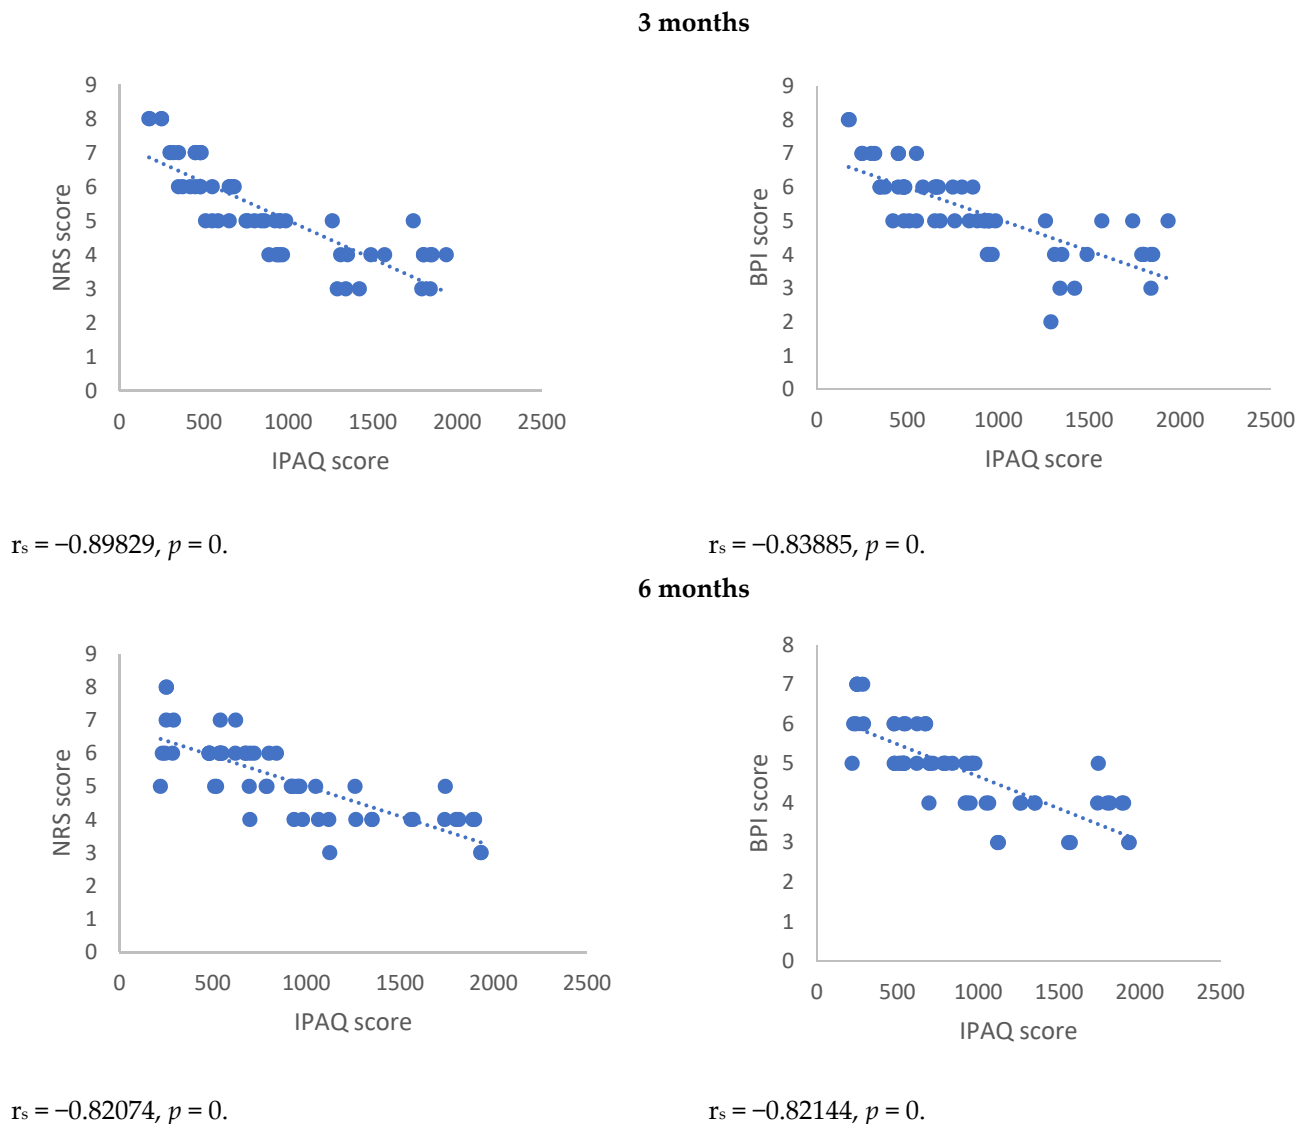 3 months
NRS score
9
8
7
6
5
4
3
2
1
0
0 500 1000 1500 2000 2500
IPAQ score
BPI score
9
8
7
6
5
4
3
2
1
0
0 500 1000 1500 2000 2500
IPAQ score
rs = −0.89829, p = 0.
rs = −0.83885, p = 0.
6 months
NRS score
9
8
7
6
5
4
3
2
1
0
0 500 1000 1500 2000 2500
IPAQ score
BPI score
8
7
6
5
4
3
2
1
0
0 500 1000 1500 2000 2500
IPAQ score
rs = −0.82074, p = 0.
rs = −0.82144, p = 0.